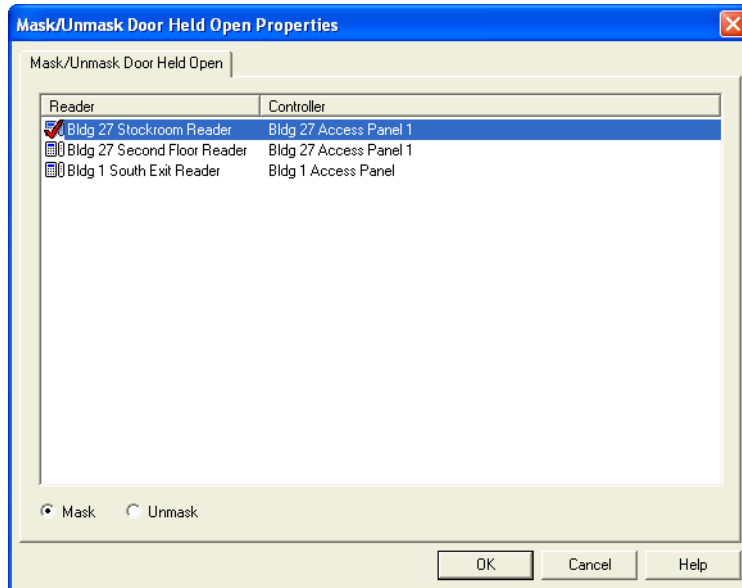 Mask/Unmask Door Held Open Properties
Mask/Unmask Door Held Open
Reader Controller
Bldg 27 Stockroom Reader Bldg 27 Access Panel 1
Bldg 27 Second Floor Reader Bldg 27 Access Panel 1
Bldg 1 South Exit Reader Bldg 1 Access Panel
Mask Unmask
OK Cancel Help